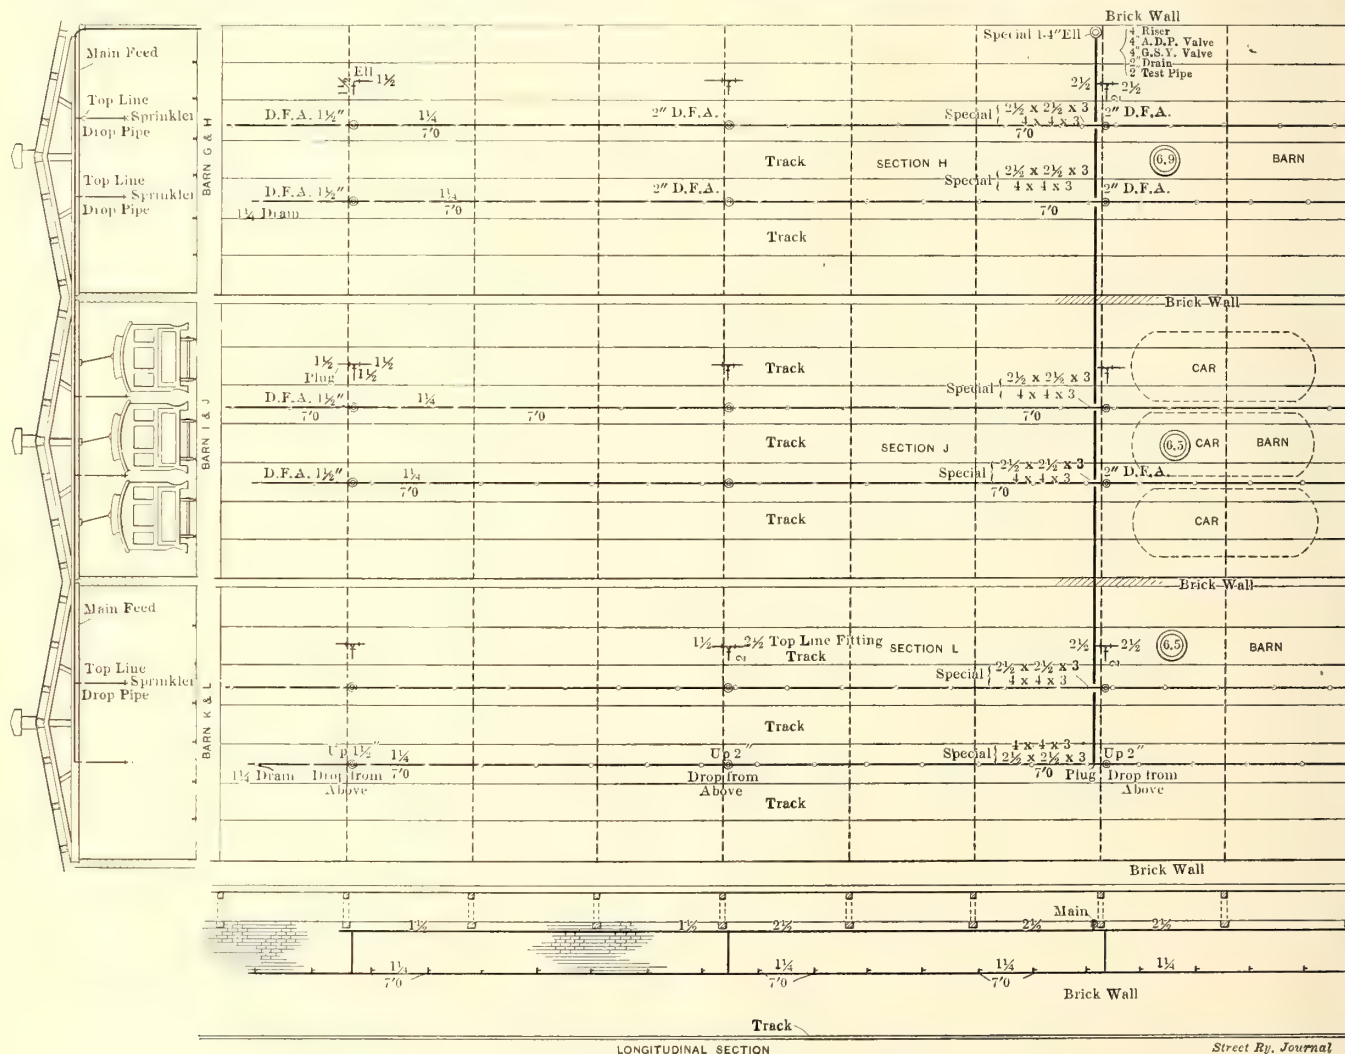 Brick Wall
Special 1-4" Ell
4" Riser
4" A.D.P. Valve
4" G.S.Y. Valve
2" Drain
2" Test Pipe
Main Feed
Ell
1½
1½
2½
2½
2
Top Line
Sprinkler
Drop Pipe
D.F.A. 1½"
1¼
7'0
2" D.F.A.
Special { 2½ x 2½ x 3
4 x 4 x 3
7'0
2" D.F.A.
BARN G & H
Track
SECTION H
6.9
BARN
Top Line
Sprinkler
Drop Pipe
D.F.A. 1½"
1¼
7'0
2" D.F.A.
Special { 2½ x 2½ x 3
4 x 4 x 3
7'0
2" D.F.A.
1¼ Drain
Track
Brick Wall
1½
1½
Plug
1½
Track
CAR
Special { 2½ x 2½ x 3
4 x 4 x 3
D.F.A. 1½"
1¼
7'0
7'0
7'0
BARN I & J
Track
SECTION J
6.5
CAR
BARN
D.F.A. 1½"
1¼
7'0
Special { 2½ x 2½ x 3
4 x 4 x 3
7'0
2" D.F.A.
Track
CAR
Brick Wall
Main Feed
1½
2½
2
Top Line Fitting
Track
SECTION L
2½
2½
2
6.5
BARN
Top Line
Sprinkler
Drop Pipe
Special { 2½ x 2½ x 3
4 x 4 x 3
BARN K & L
Track
Up 1½"
1¼
7'0
Up 2"
Special { 4 x 4 x 3
2½ x 2½ x 3
7'0
Up 2"
1¼ Drain
Drop from
Above
Drop from
Above
Plug
Drop from
Above
Track
Brick Wall
Main
1½
1½
2½
2½
2½
1¼
7'0
1¼
7'0
1¼
7'0
1¼
Brick Wall
Track
LONGITUDINAL SECTION
Street Ry. Journal